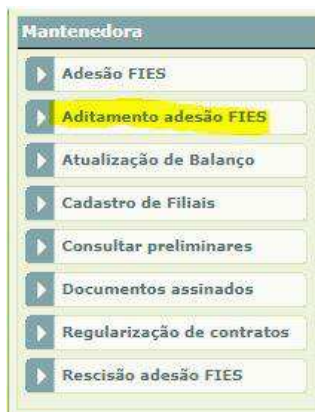 Mantenedora
Adesão FIES
Aditamento adesão FIES
Atualização de Balanço
Cadastro de Filiais
Consultar preliminares
Documentos assinados
Regularização de contratos
Rescisão adesão FIES